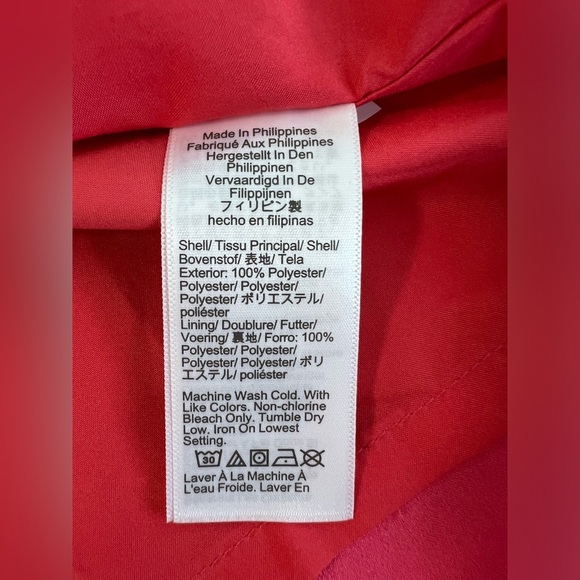 Made In Philippines
Fabriqué Aux Philippines
Hergestellt In Den
Philippinen
Vervaardigd In De
Filippijnen
フィリピン製
hecho en filipinas
Shell/ Tissu Principal/ Shell/
Bovenstof/ 表地/ Tela
Exterior: 100% Polyester/
Polyester/ Polyester/
Polyester/ ポリエステル/
poliéster
Lining/ Doublure/ Futter/
Voering/ 裏地/ Forro: 100%
Polyester/ Polyester/
Polyester/ Polyester/ ポリ
エステル/ poliéster
Machine Wash Cold. With
Like Colors. Non-chlorine
Bleach Only. Tumble Dry
Low. Iron On Lowest
Setting.
30
Laver À La Machine À
L'eau Froide. Laver En